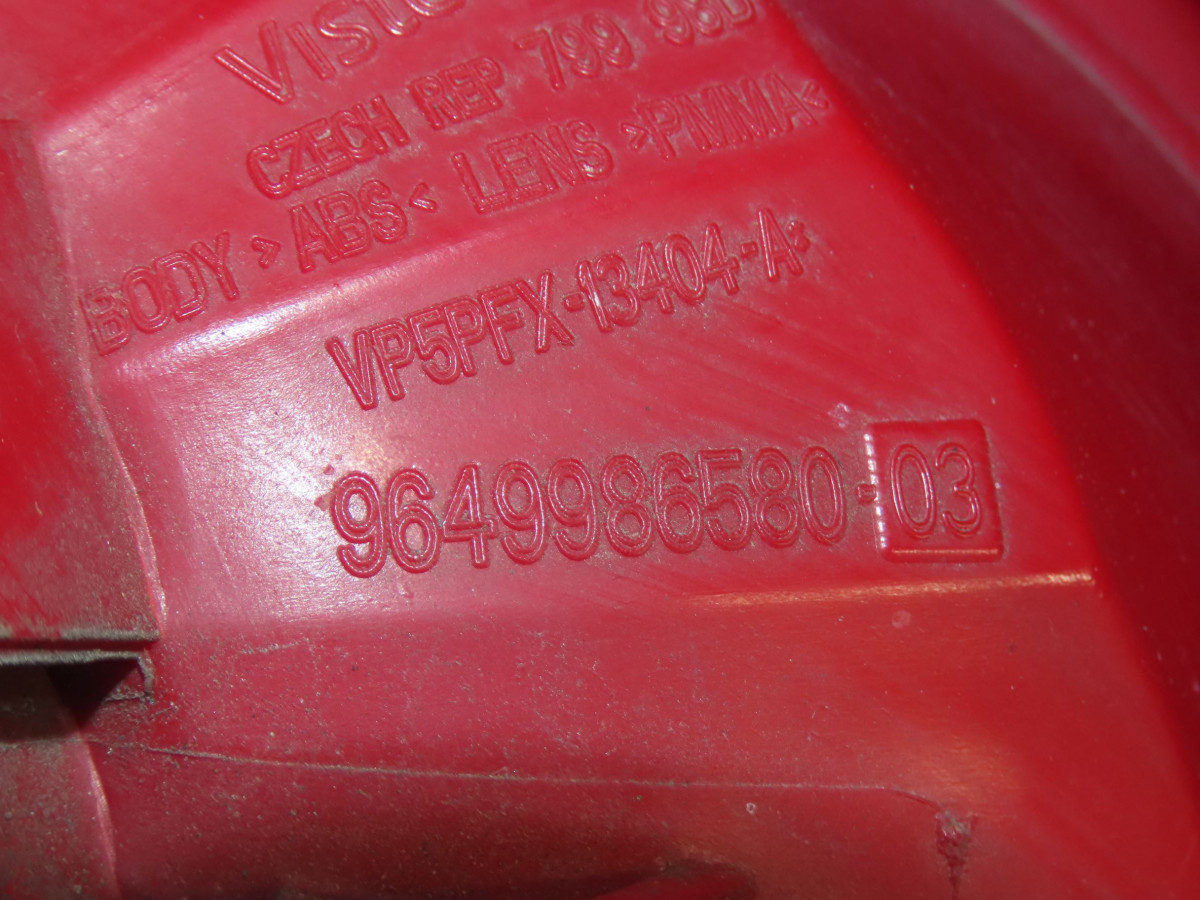 CZECH REP 799
BODY >ABS< LENS >PMMA<
VP5PFX-13404-A
9649986580-03